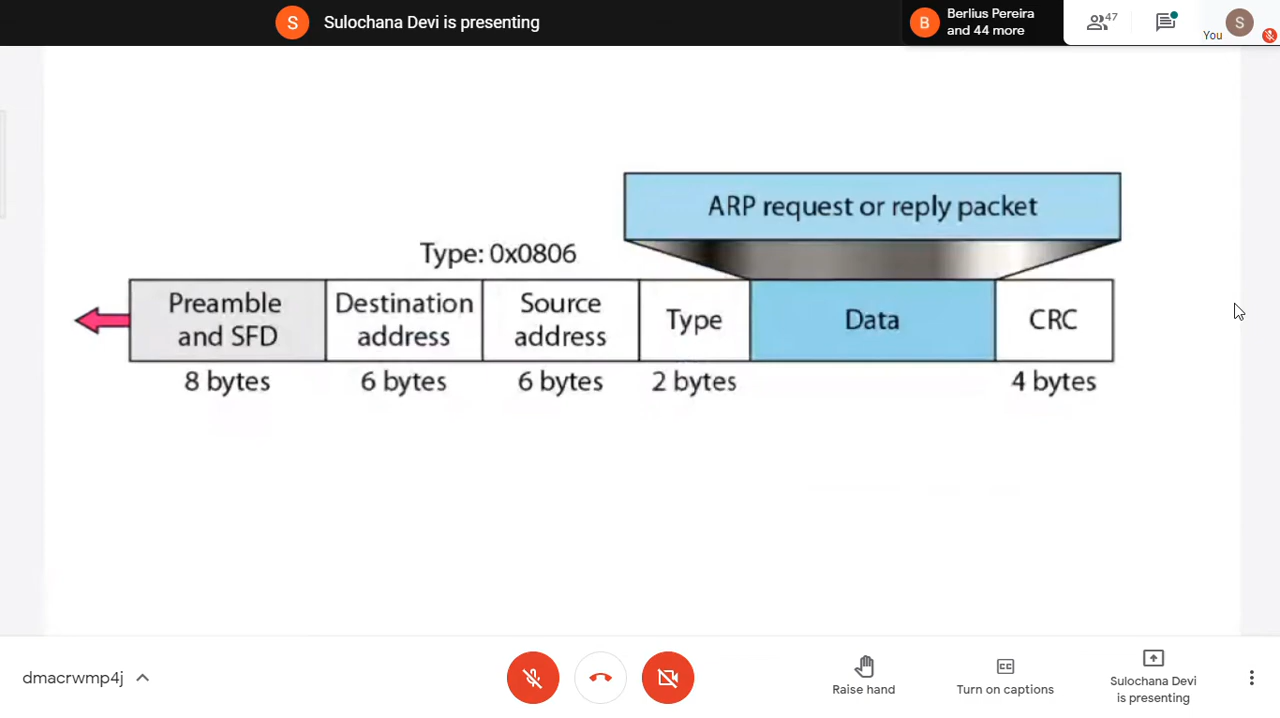 S Sulochana Devi is presenting
B Berlius Pereira
and 44 more
47
You
S
ARP request or reply packet
Type: 0x0806
Preamble
and SFD
Destination
address
Source
address
Type
Data
CRC
8 bytes
6 bytes
6 bytes
2 bytes
4 bytes
dmacrwmp4j
Raise hand
CC
Turn on captions
Sulochana Devi
is presenting